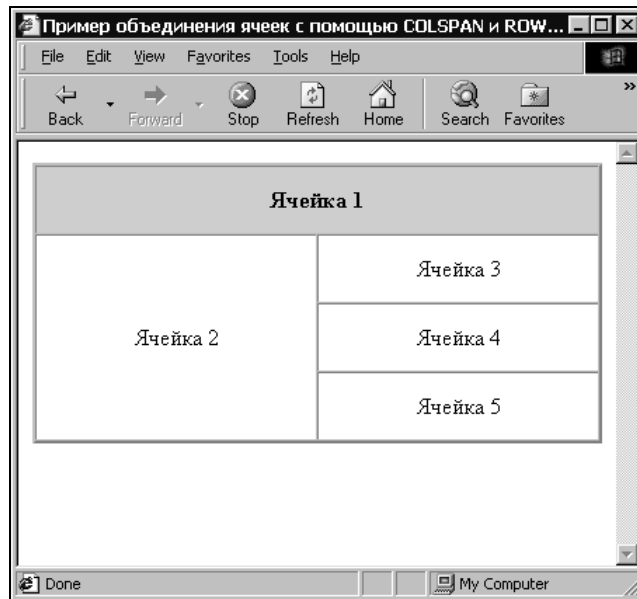 Пример объединения ячеек с помощью COLSPAN и ROW...
File Edit View Favorites Tools Help
Back Forward Stop Refresh Home Search Favorites »
Ячейка 1
Ячейка 3
Ячейка 2 Ячейка 4
Ячейка 5
Done My Computer